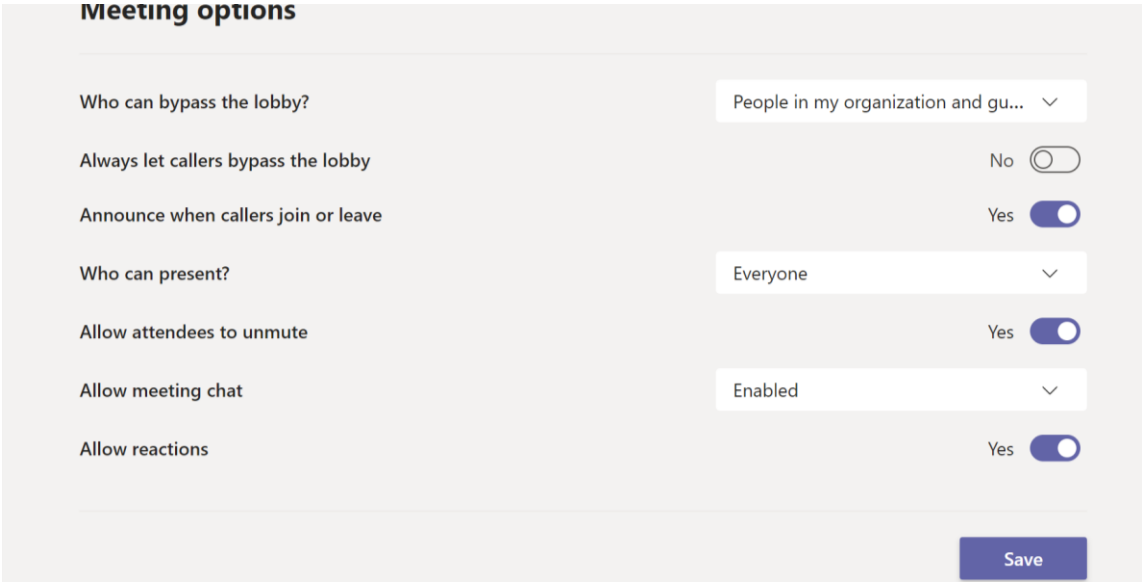 Meeting options
Who can bypass the lobby? People in my organization and gu...
Always let callers bypass the lobby No
Announce when callers join or leave Yes
Who can present? Everyone
Allow attendees to unmute Yes
Allow meeting chat Enabled
Allow reactions Yes
Save